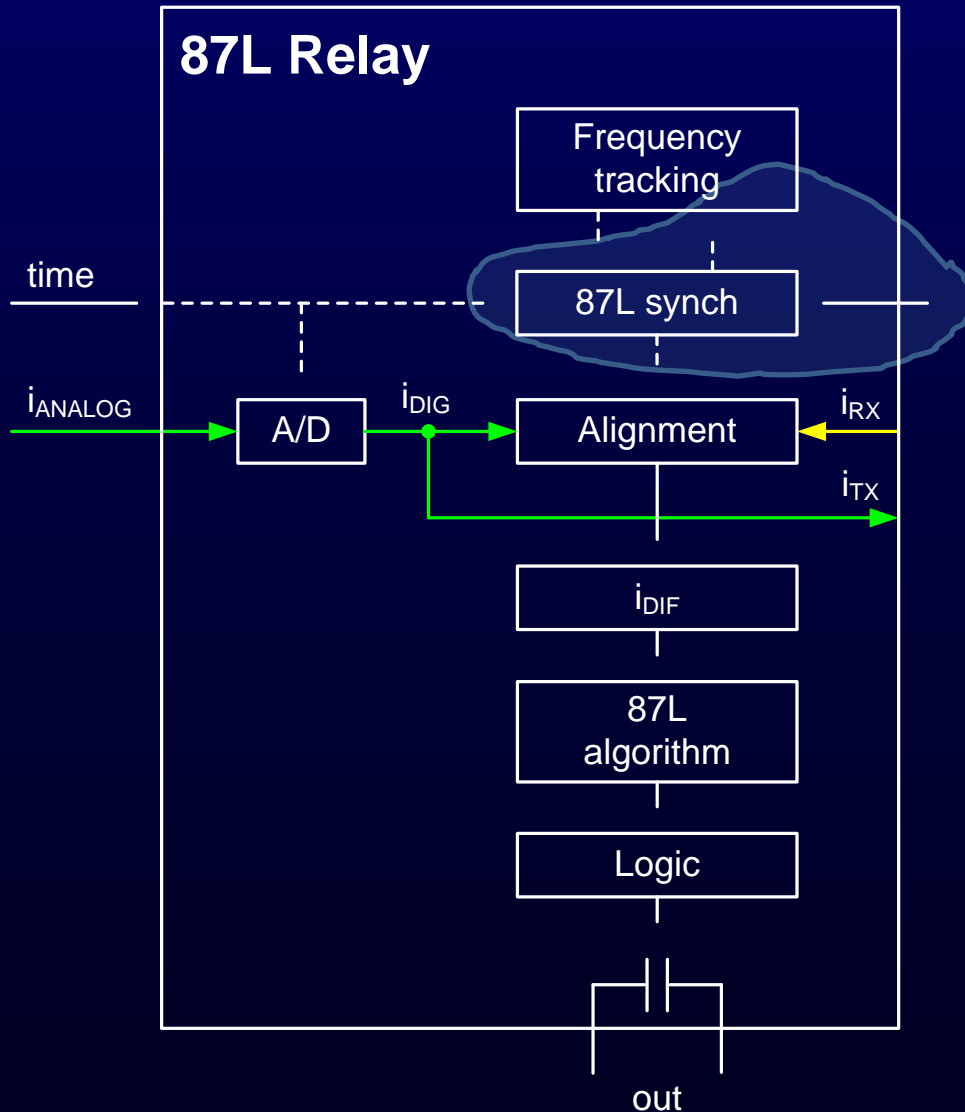 87L Relay
Frequency
tracking
time
87L synch
iANALOG
A/D
iDIG
Alignment
iRX
iTX
iDIF
87L
algorithm
Logic
out